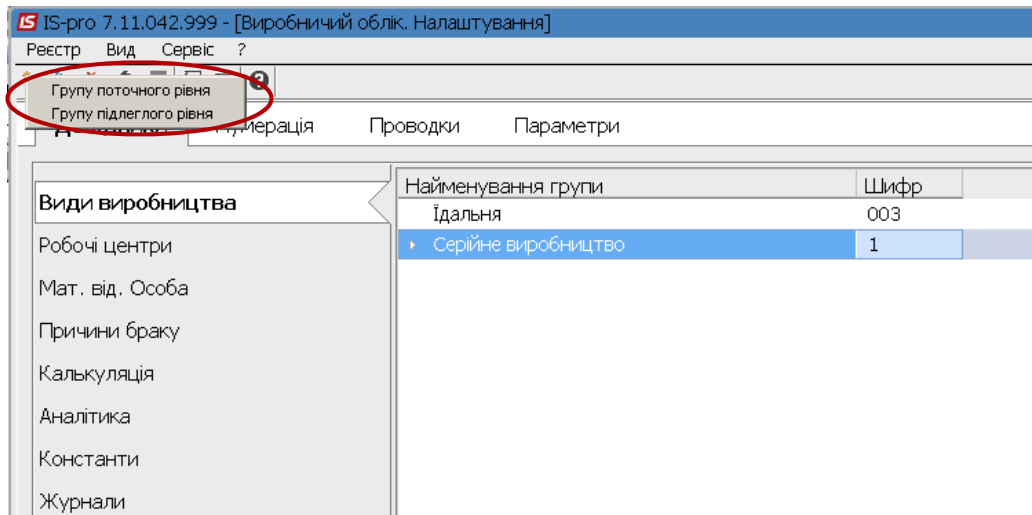 IS IS-pro 7.11.042.999 - [Виробничий облік. Налаштування]
Реєстр Вид Сервіс ?
Групу поточного рівня
Групу підлеглого рівня
Проводки Параметри
Найменування групи Шифр
Види виробництва
Їдальня 003
Робочі центри
Серійне виробництво 1
Мат. від. Особа
Причини браку
Калькуляція
Аналітика
Константи
Журнали